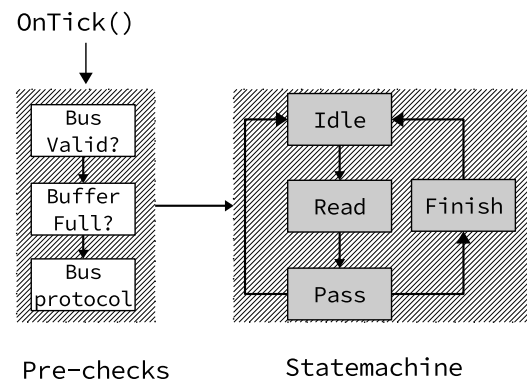 OnTick()
Bus
Valid?
Buffer
Full?
Bus
protocol
Pre-checks
Idle
Read
Finish
Pass
Statemachine